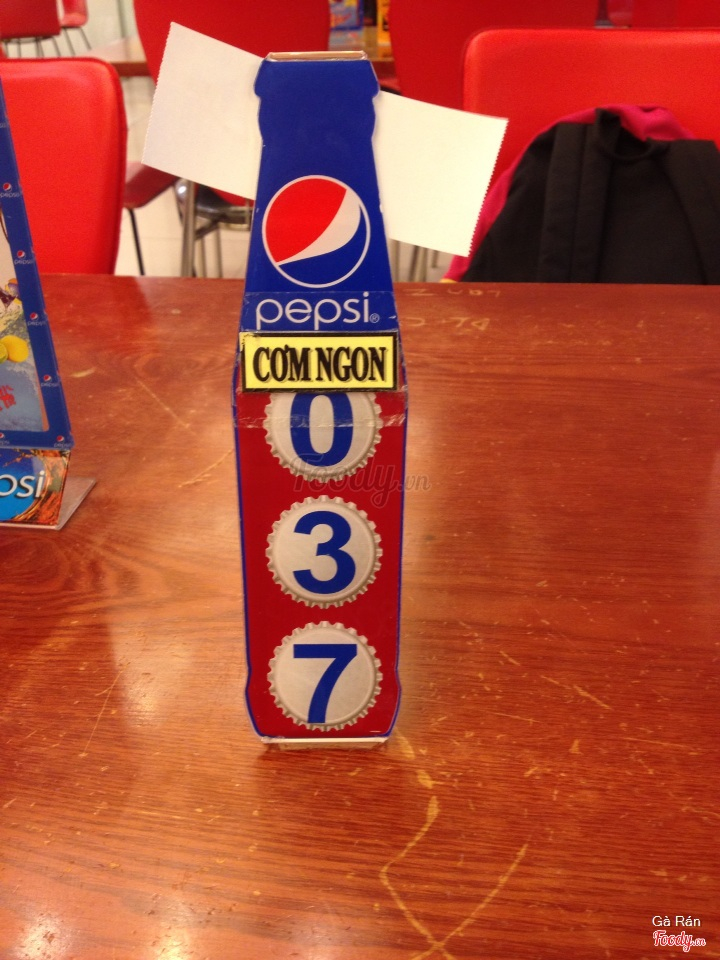 pepsi®
CƠM NGON
0
3
7
Foody.vn
psi
Gà Rán
Foody.vn